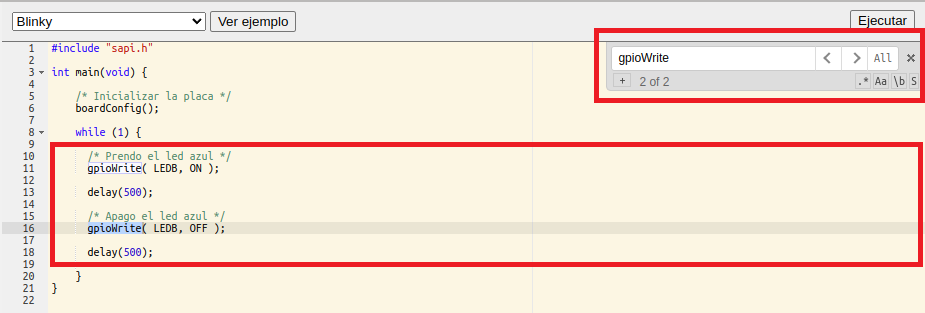 Blinky Ver ejemplo Ejecutar
gpioWrite All
+ 2 of 2 .* Aa \b S
1 #include "sapi.h"
2
3 int main(void) {
4
5 /* Inicializar la placa */
6 boardConfig();
7
8 while (1) {
9
10 /* Prendo el led azul */
11 gpioWrite( LEDB, ON );
12
13 delay(500);
14
15 /* Apago el led azul */
16 gpioWrite( LEDB, OFF );
17
18 delay(500);
19
20 }
21 }
22